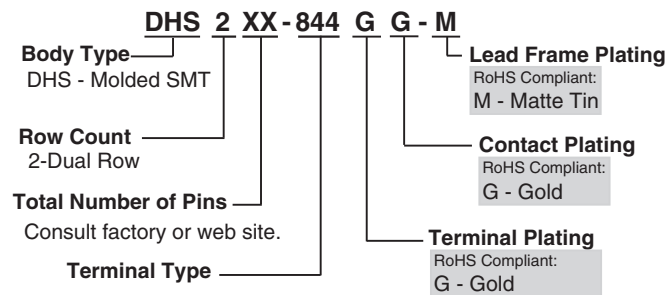 DHS 2 XX-844 G G-M
Body Type
DHS - Molded SMT
Row Count
2-Dual Row
Total Number of Pins
Consult factory or web site.
Terminal Type
Lead Frame Plating
RoHS Compliant:
M - Matte Tin
Contact Plating
RoHS Compliant:
G - Gold
Terminal Plating
RoHS Compliant:
G - Gold